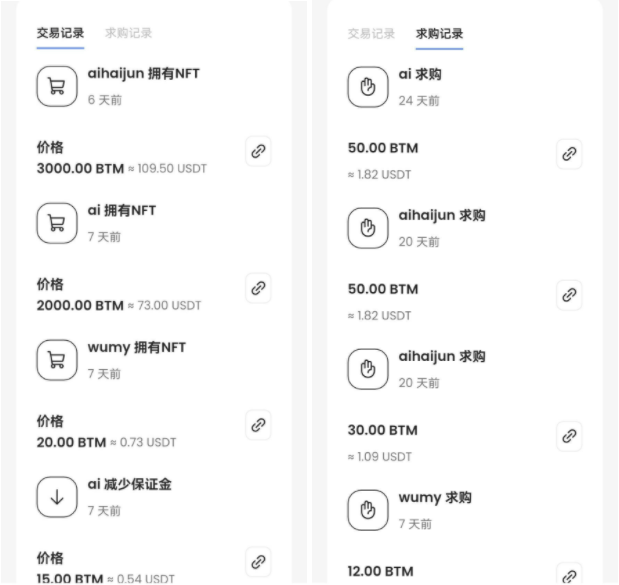 交易记录 求购记录
aihaijun 拥有NFT
6 天前
价格
3000.00 BTM ≈ 109.50 USDT
ai 拥有NFT
7 天前
价格
2000.00 BTM ≈ 73.00 USDT
wumy 拥有NFT
7 天前
价格
20.00 BTM ≈ 0.73 USDT
ai 减少保证金
7 天前
价格
15.00 BTM ≈ 0.54 USDT
交易记录 求购记录
ai 求购
24 天前
50.00 BTM
≈ 1.82 USDT
aihaijun 求购
20 天前
50.00 BTM
≈ 1.82 USDT
aihaijun 求购
20 天前
30.00 BTM
≈ 1.09 USDT
wumy 求购
7 天前
12.00 BTM